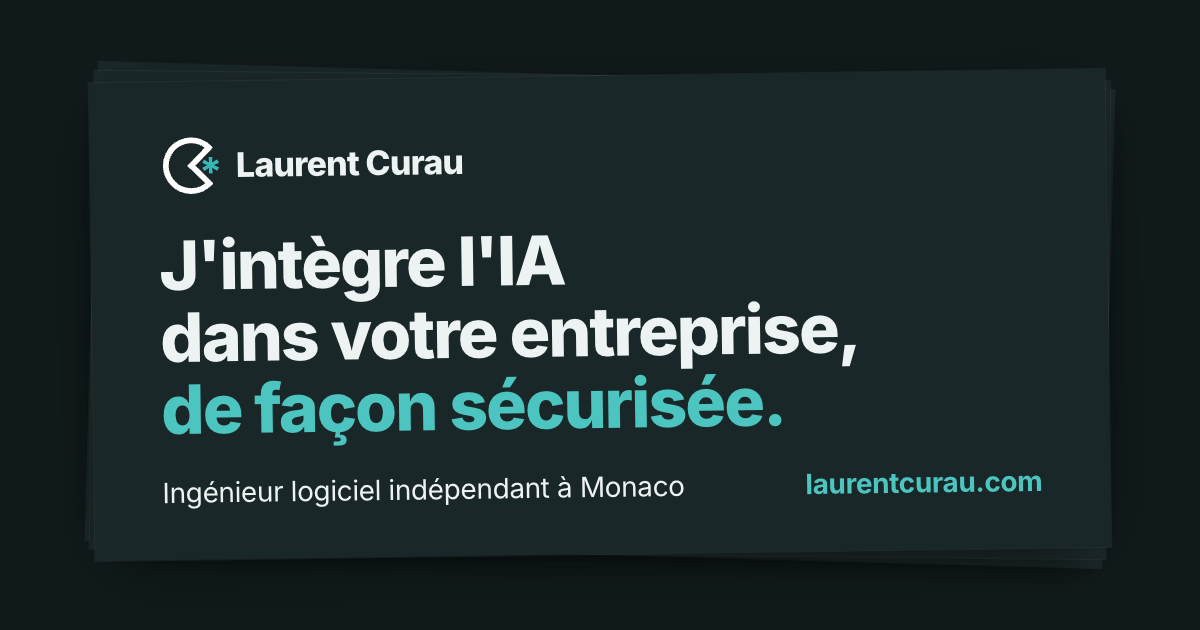 Laurent Curau
J'intègre l'IA
dans votre entreprise,
de façon sécurisée.
Ingénieur logiciel indépendant à Monaco
laurentcurau.com